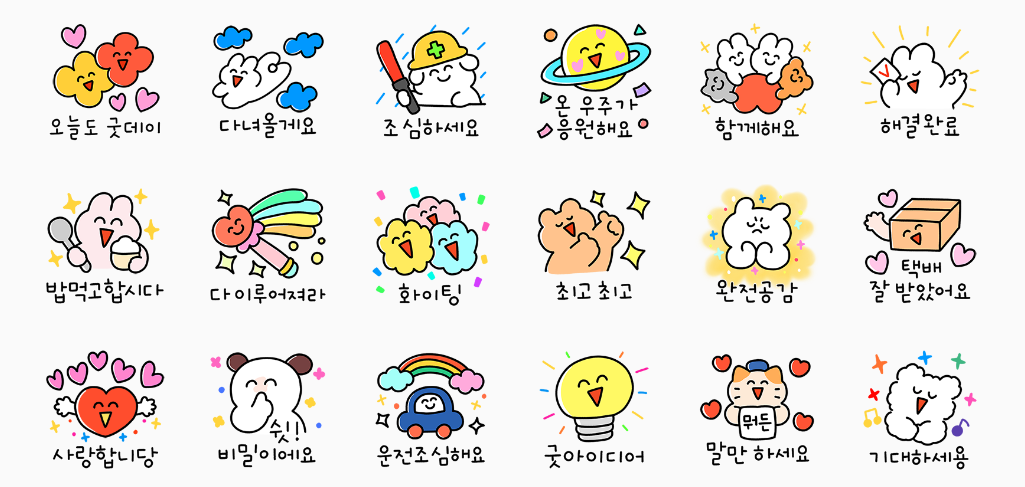 오늘도 굿데이
다녀올게요
조심하세요
온 우주가
응원해요
함께해요
해결완료
밥먹고합시다
다이루어져라
화이팅
최고최고
완전공감
택배
잘 받았어요
사랑합니당
쉿!
비밀이에요
운전조심해요
굿아이디어
뭐든
말만 하세요
기대하세용